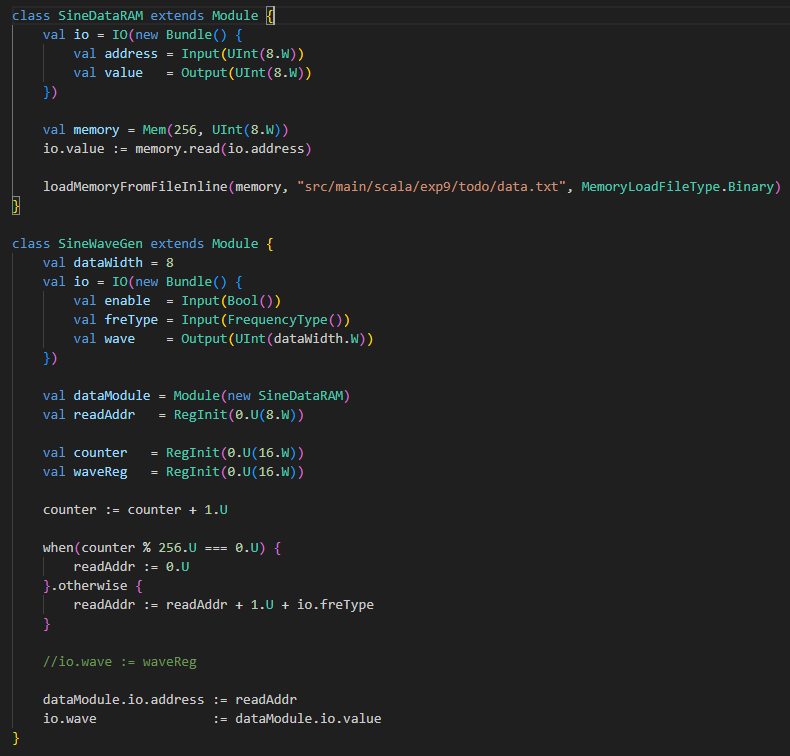 class SineDataRAM extends Module {
    val io = IO(new Bundle() {
        val address = Input(UInt(8.W))
        val value   = Output(UInt(8.W))
    })

    val memory = Mem(256, UInt(8.W))
    io.value := memory.read(io.address)

    loadMemoryFromFileInline(memory, "src/main/scala/exp9/todo/data.txt", MemoryLoadFileType.Binary)
}

class SineWaveGen extends Module {
    val dataWidth = 8
    val io = IO(new Bundle() {
        val enable  = Input(Bool())
        val freType = Input(FrequencyType())
        val wave    = Output(UInt(dataWidth.W))
    })

    val dataModule = Module(new SineDataRAM)
    val readAddr   = RegInit(0.U(8.W))

    val counter   = RegInit(0.U(16.W))
    val waveReg   = RegInit(0.U(16.W))

    counter := counter + 1.U

    when(counter % 256.U === 0.U) {
        readAddr := 0.U
    }.otherwise {
        readAddr := readAddr + 1.U + io.freType
    }

    //io.wave := waveReg

    dataModule.io.address := readAddr
    io.wave               := dataModule.io.value
}